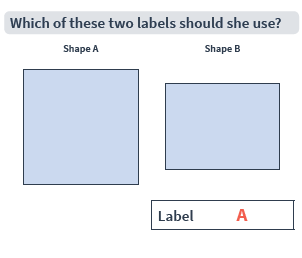 Which of these two labels should she use?
Shape A
Shape B
Label A